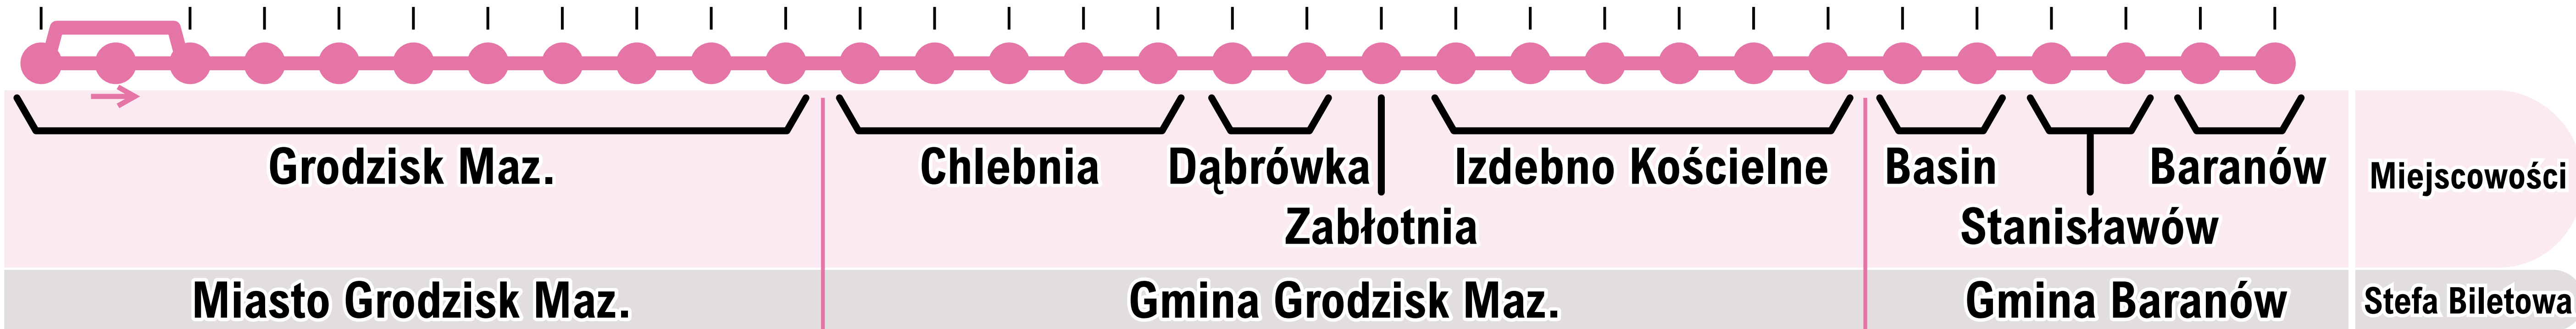 Grodzisk Maz.
Chlebnia
Dąbrówka
Zabłotnia
Izdebno Kościelne
Basin
Stanisławów
Baranów
Miejscowości
Miasto Grodzisk Maz.
Gmina Grodzisk Maz.
Gmina Baranów
Stefa Biletowa